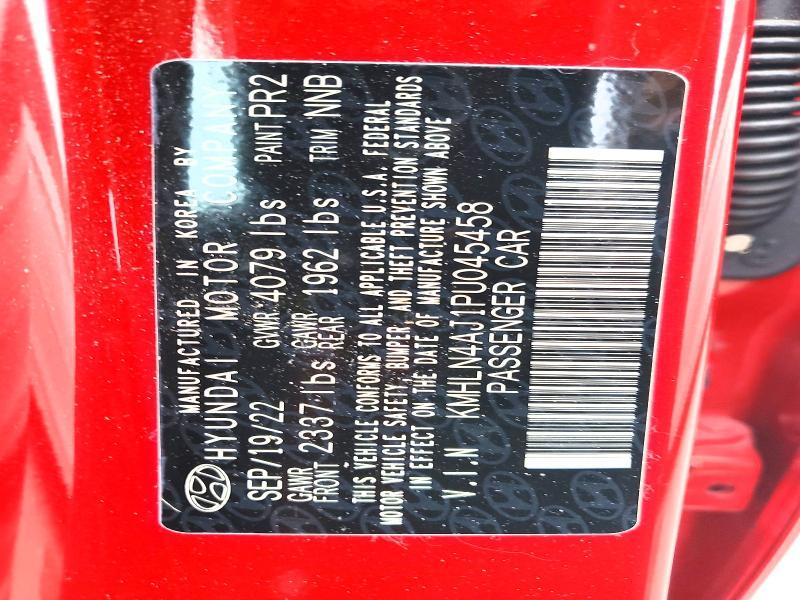 MANUFACTURED IN KOREA BY
HYUNDAI MOTOR COMPANY
SEP/19/22 GVWR 4079 lbs PAINT PR2
GAWR FRONT 2337 lbs GAWR REAR 1962 lbs TRIM NNB
THIS VEHICLE CONFORMS TO ALL APPLICABLE U.S.A. FEDERAL
MOTOR VEHICLE SAFETY, BUMPER, AND THEFT PREVENTION STANDARDS
IN EFFECT ON THE DATE OF MANUFACTURE SHOWN ABOVE
V.I.N KMHLN4AJ1PU045458
PASSENGER CAR